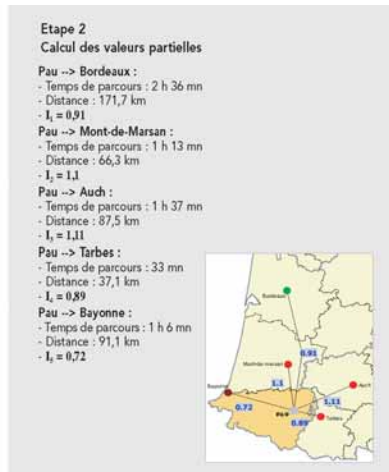 Etape 2
Calcul des valeurs partielles
Pau --> Bordeaux :
- Temps de parcours : 2 h 36 mn
- Distance : 171,7 km
- I₁ = 0,91
Pau --> Mont-de-Marsan :
- Temps de parcours : 1 h 13 mn
- Distance : 66,3 km
- I₂ = 1,1
Pau --> Auch :
- Temps de parcours : 1 h 37 mn
- Distance : 87,5 km
- I₃ = 1,11
Pau --> Tarbes :
- Temps de parcours : 33 mn
- Distance : 37,1 km
- I₄ = 0,89
Pau --> Bayonne :
- Temps de parcours : 1 h 6 mn
- Distance : 91,1 km
- I₅ = 0,72
Bordeaux
0.91
Mont-de-marsan
1.1
Bayonne
Auch
0.72
1,11
PAU
Tarbes
0.89